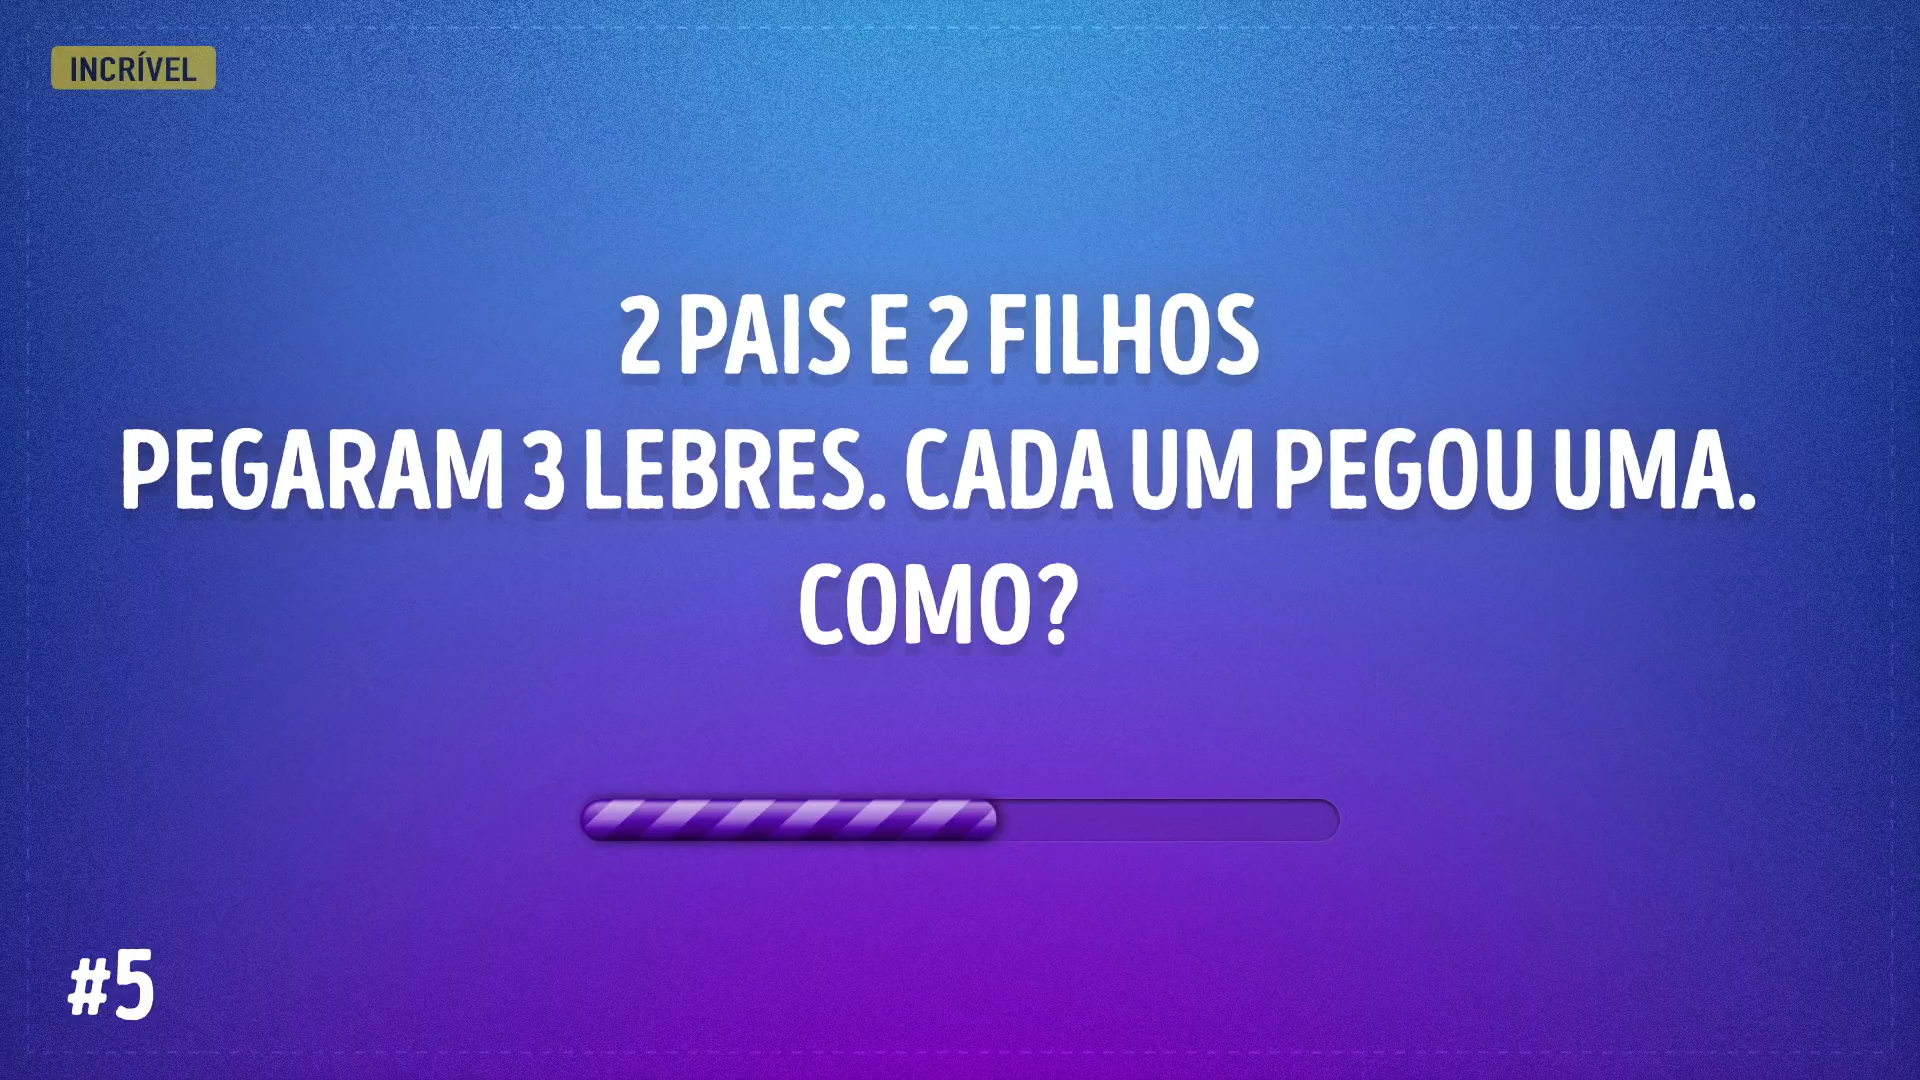 INCRÍVEL
2 PAIS E 2 FILHOS
PEGARAM 3 LEBRES. CADA UM PEGOU UMA.
COMO?
#5